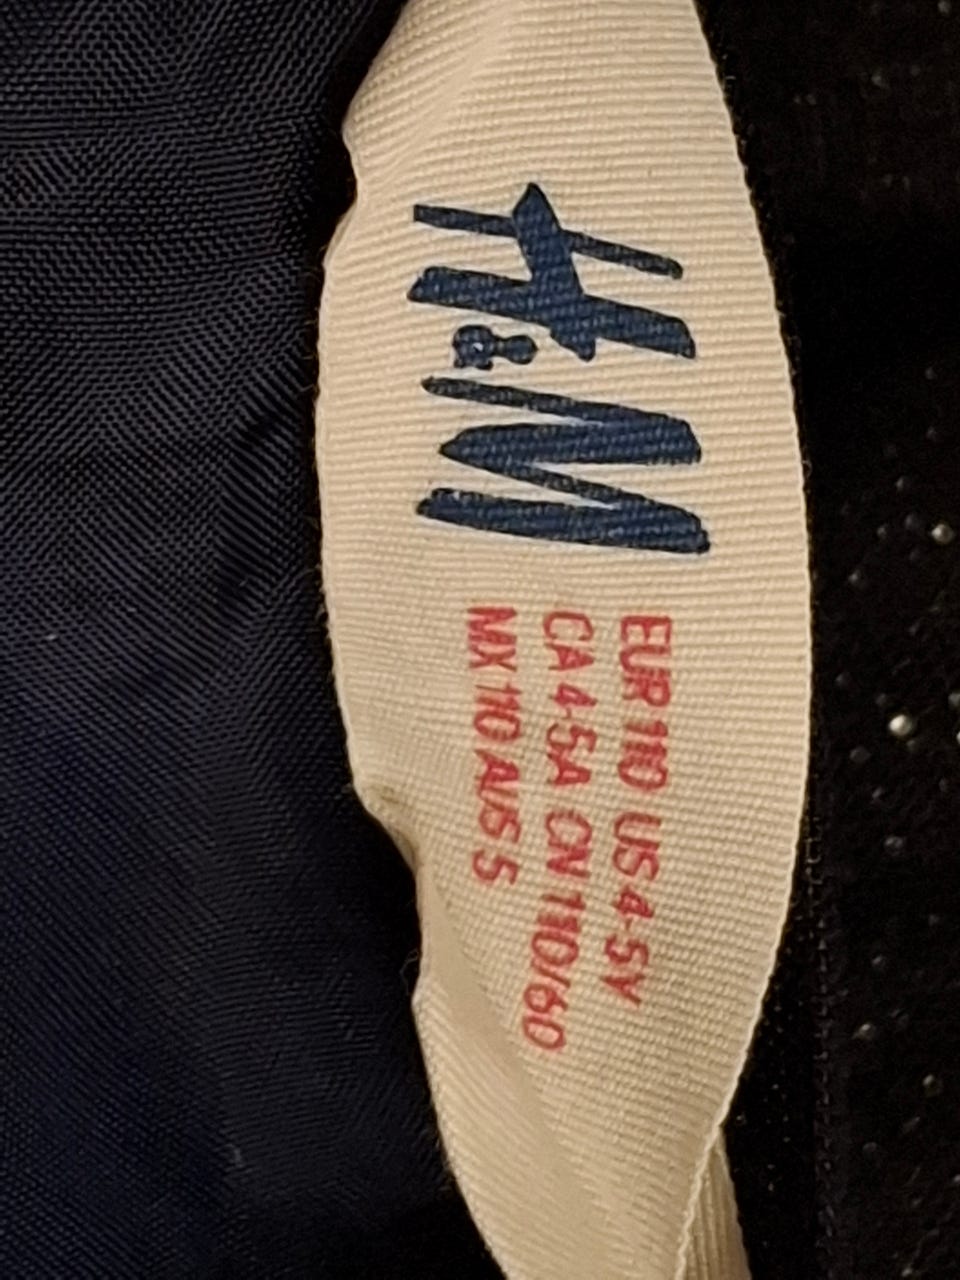 H&M
EUR 110 US 4-5Y
CA 4-5A CN 110/60
MX 110 AUS 5